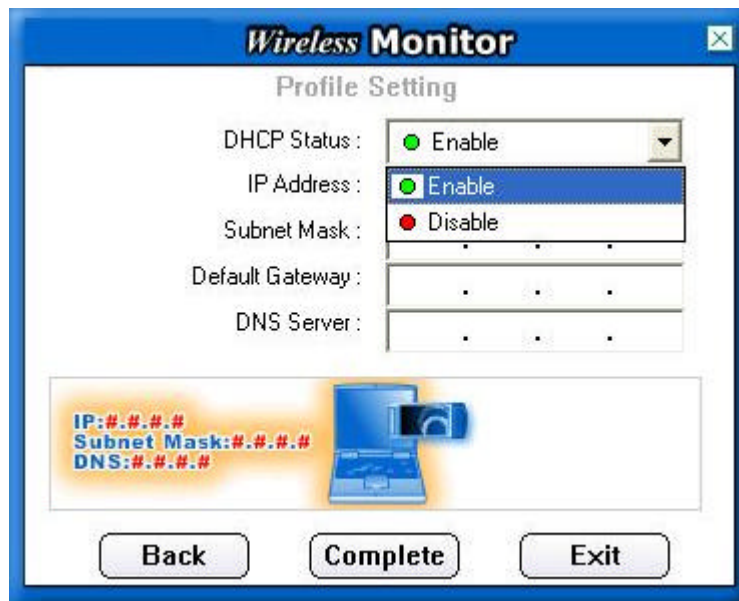 Wireless Monitor
Profile Setting
DHCP Status : Enable
IP Address : Enable
Disable
Subnet Mask : . . .
Default Gateway : . . .
DNS Server : . . .
IP:#.#.#.#
Subnet Mask:#.#.#.#
DNS:#.#.#.#
Back Complete Exit